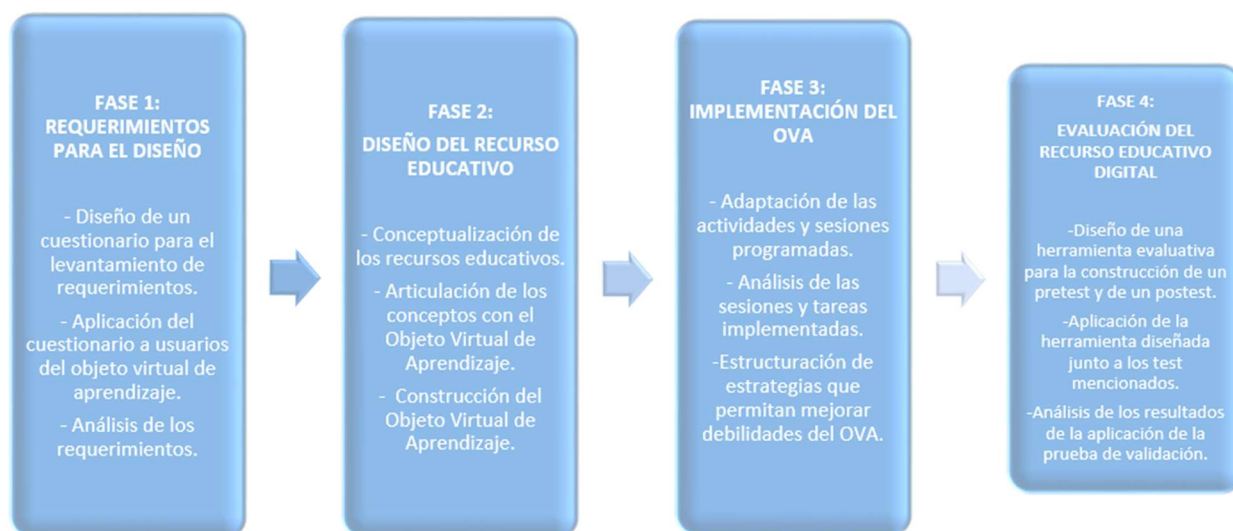 FASE 1:
REQUERIMIENTOS
PARA EL DISEÑO
- Diseño de un
cuestionario para el
levantamiento de
requerimientos.
- Aplicación del
cuestionario a usuarios
del objeto virtual de
aprendizaje.
- Análisis de los
requerimientos.
FASE 2:
DISEÑO DEL RECURSO
EDUCATIVO
- Conceptualización de
los recursos educativos.
- Articulación de los
conceptos con el
Objeto Virtual de
Aprendizaje.
- Construcción del
Objeto Virtual de
Aprendizaje.
FASE 3:
IMPLEMENTACIÓN DEL
OVA
- Adaptación de las
actividades y sesiones
programadas.
- Análisis de las
sesiones y tareas
implementadas.
-Estructuración de
estrategias que
permitan mejorar
debilidades del OVA.
FASE 4:
EVALUACIÓN DEL
RECURSO EDUCATIVO
DIGITAL
-Diseño de una
herramienta evaluativa
para la construcción de un
pretest y de un postest.
-Aplicación de la
herramienta diseñada
junto a los test
mencionados.
-Análisis de los resultados
de la aplicación de la
prueba de validación.